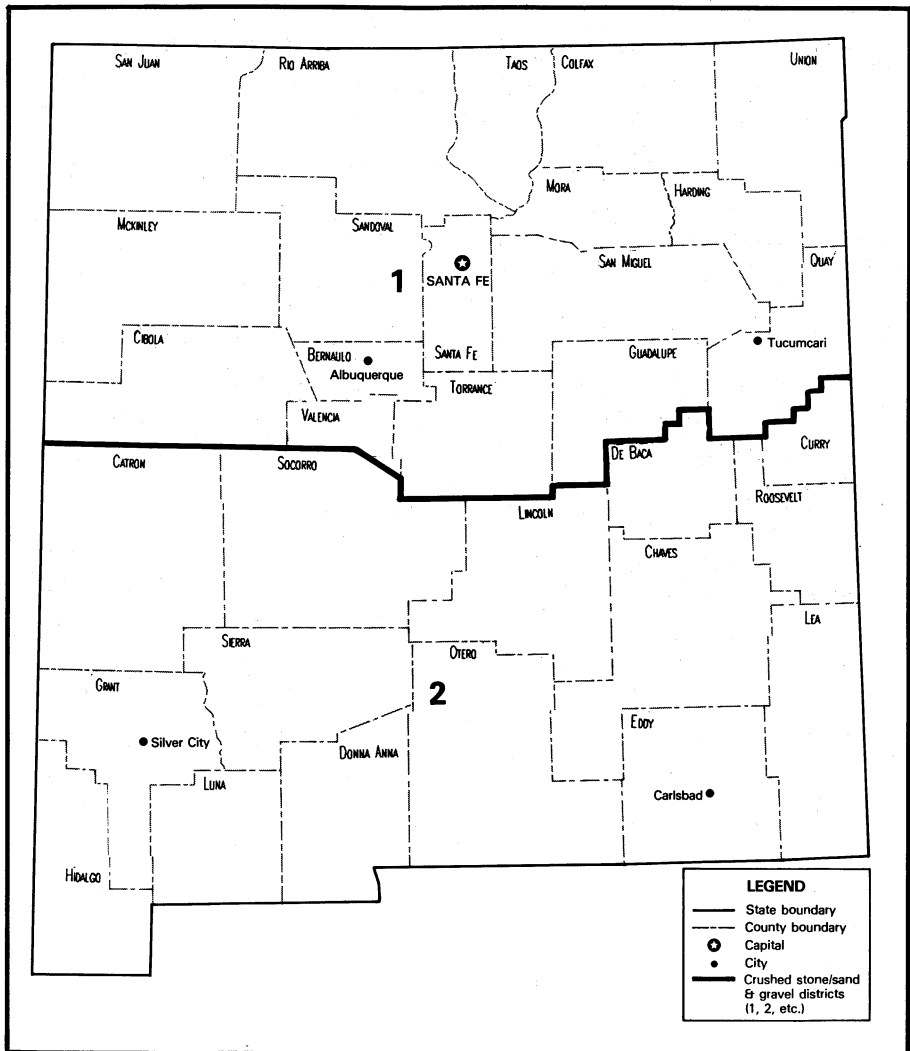 SAN JUAN
RIO ARRIBA
TAOS
COLFAX
UNION
MORA
HARDING
MCKINLEY
SANDOVAL
SAN MIGUEL
QUAY
1
SANTA FE
CIBOLA
BERNAULO
Albuquerque
SANTA FE
GUADALUPE
Tucumcari
TORRANCE
VALENCIA
CATRON
SOCORRO
DE BACA
CURRY
ROOSEVELT
LINCOLN
CHAVES
LEA
SIERRA
OTERO
GRANT
2
EDDY
Silver City
DONNA ANNA
LUNA
Carlsbad
HIDALGO
LEGEND
State boundary
County boundary
Capital
City
Crushed stone/sand
& gravel districts
(1, 2, etc.)